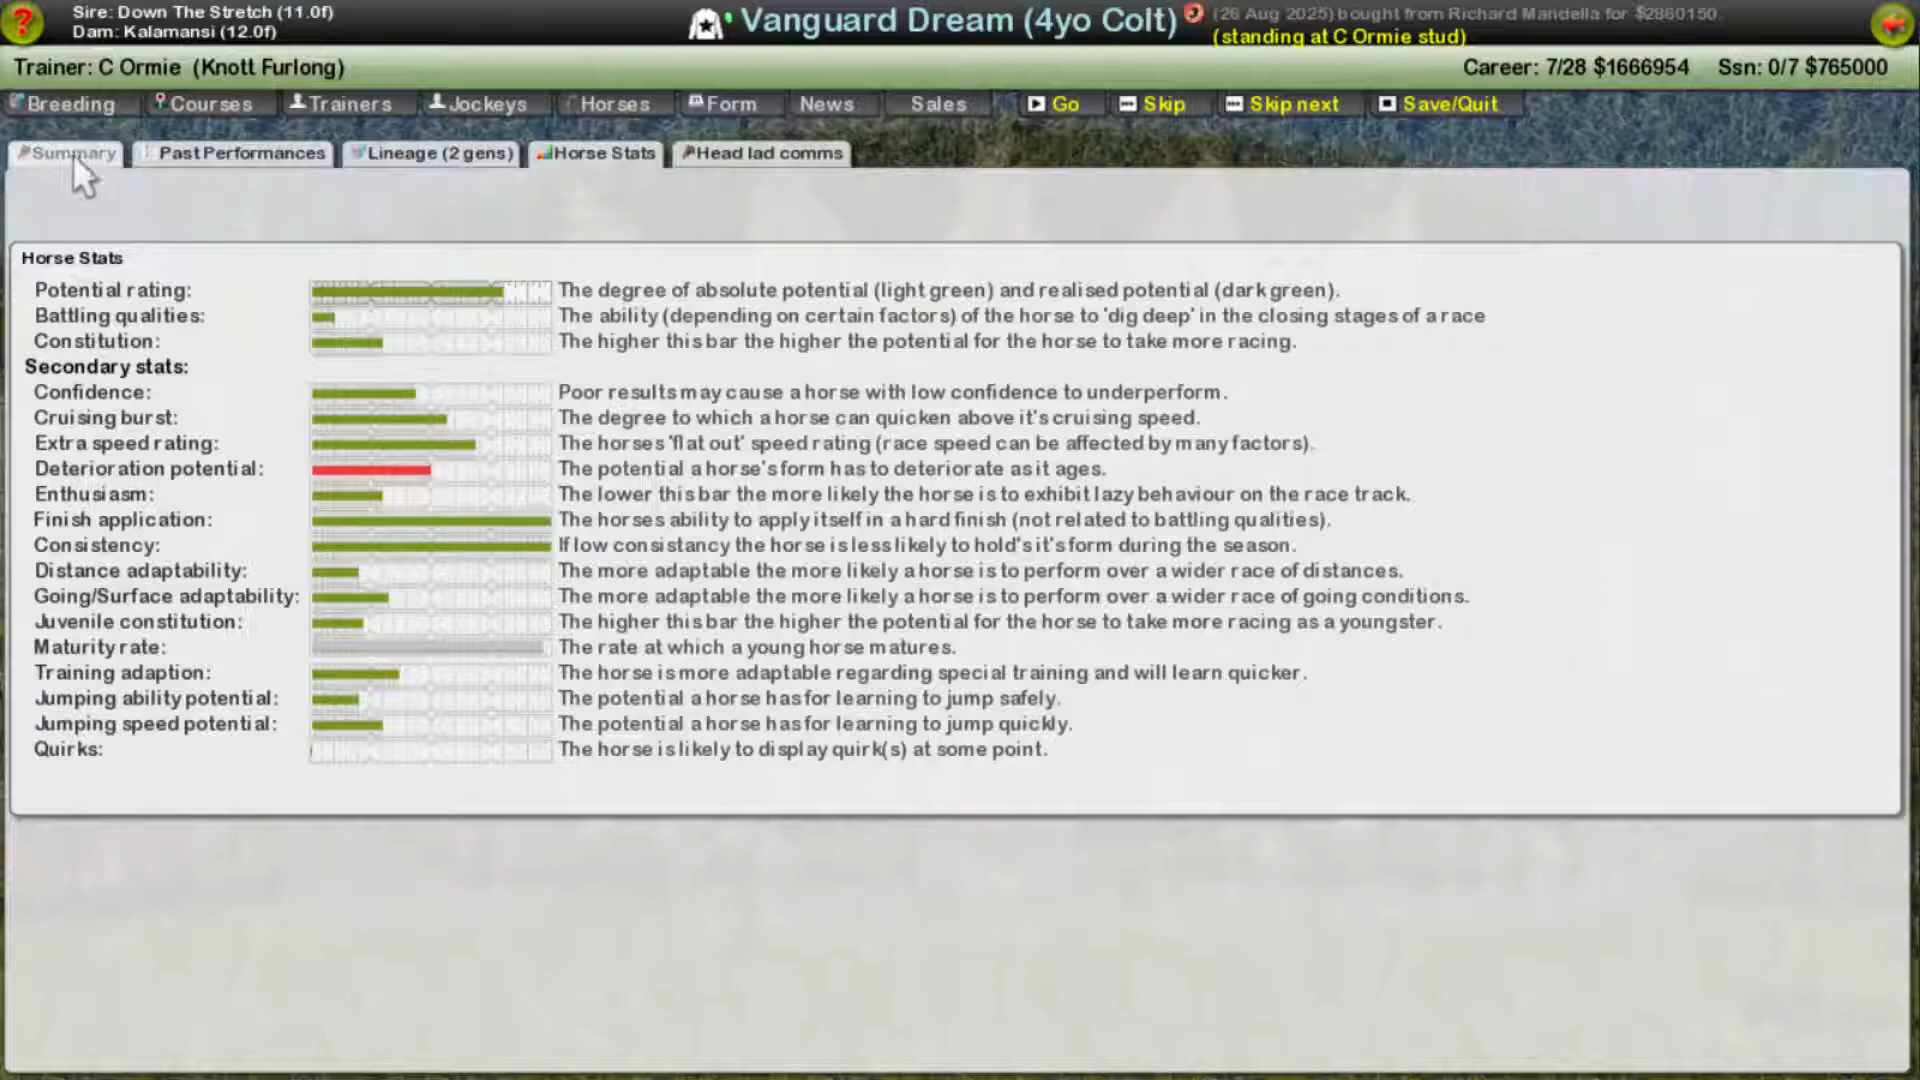 Sire: Down The Stretch (11.0f)
Dam: Kalamansi (12.0f)
Vanguard Dream (4yo Colt)
(26 Aug 2025) bought from Richard Mandella for $2860150.
(standing at C Ormie stud)
Trainer: C Ormie (Knott Furlong)
Career: 7/28 $1666954 Ssn: 0/7 $765000
Breeding Courses Trainers Jockeys Horses Form News Sales Go Skip Skip next Save/Quit
Summary Past Performances Lineage (2 gens) Horse Stats Head lad comms
Horse Stats
Potential rating: The degree of absolute potential (light green) and realised potential (dark green).
Battling qualities: The ability (depending on certain factors) of the horse to 'dig deep' in the closing stages of a race
Constitution: The higher this bar the higher the potential for the horse to take more racing.
Secondary stats:
Confidence: Poor results may cause a horse with low confidence to underperform.
Cruising burst: The degree to which a horse can quicken above it's cruising speed.
Extra speed rating: The horses 'flat out' speed rating (race speed can be affected by many factors).
Deterioration potential: The potential a horse's form has to deteriorate as it ages.
Enthusiasm: The lower this bar the more likely the horse is to exhibit lazy behaviour on the race track.
Finish application: The horses ability to apply itself in a hard finish (not related to battling qualities).
Consistency: If low consistancy the horse is less likely to hold's it's form during the season.
Distance adaptability: The more adaptable the more likely a horse is to perform over a wider race of distances.
Going/Surface adaptability: The more adaptable the more likely a horse is to perform over a wider race of going conditions.
Juvenile constitution: The higher this bar the higher the potential for the horse to take more racing as a youngster.
Maturity rate: The rate at which a young horse matures.
Training adaption: The horse is more adaptable regarding special training and will learn quicker.
Jumping ability potential: The potential a horse has for learning to jump safely.
Jumping speed potential: The potential a horse has for learning to jump quickly.
Quirks: The horse is likely to display quirk(s) at some point.